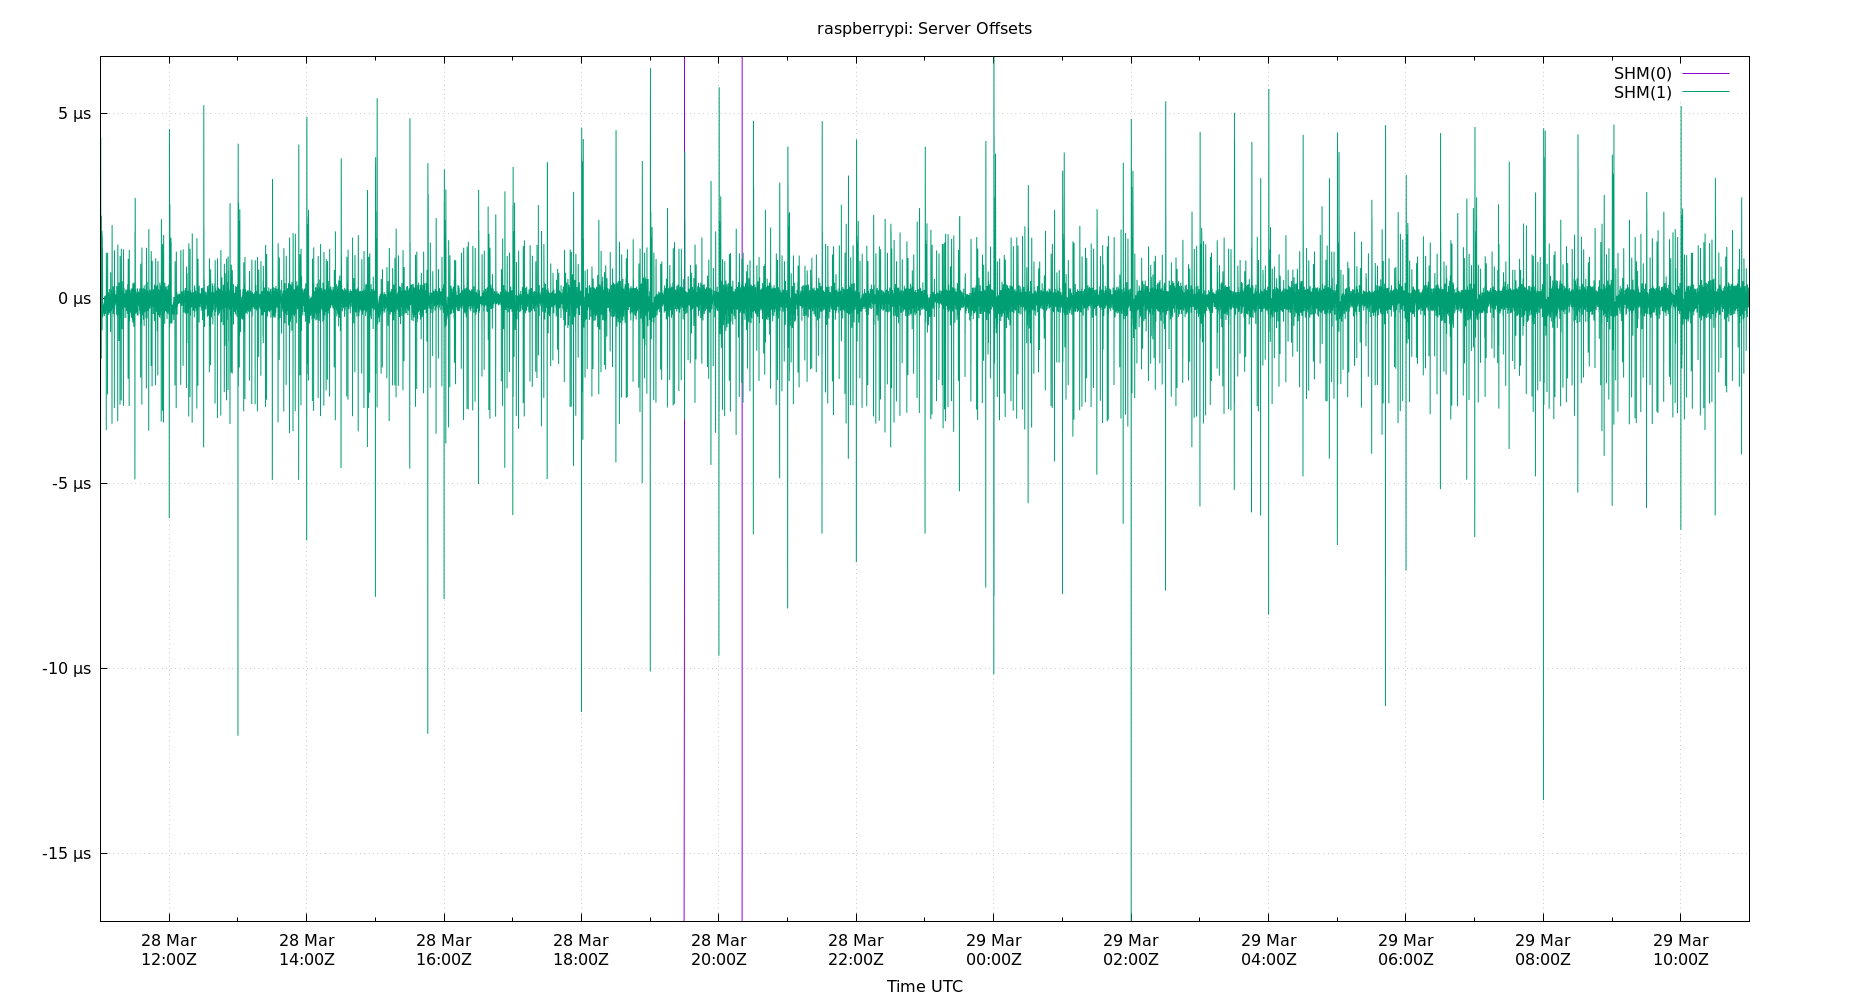 raspberrypi: Server Offsets
SHM(0)
SHM(1)
5 µs
0 µs
-5 µs
-10 µs
-15 µs
28 Mar 28 Mar 28 Mar 28 Mar 28 Mar 28 Mar 29 Mar 29 Mar 29 Mar 29 Mar 29 Mar 29 Mar
12:00Z 14:00Z 16:00Z 18:00Z 20:00Z 22:00Z 00:00Z 02:00Z 04:00Z 06:00Z 08:00Z 10:00Z
Time UTC